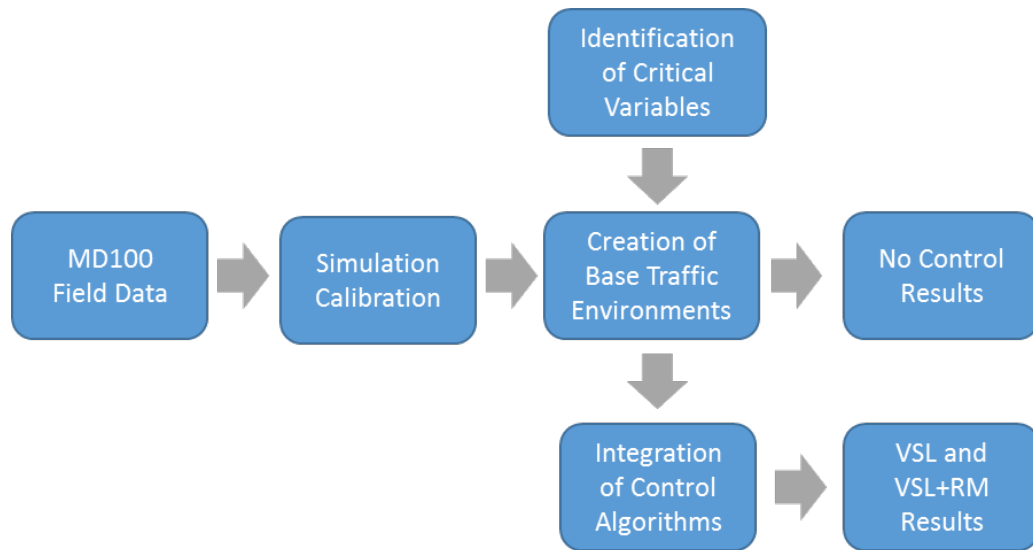 Identification
of Critical
Variables
MD100
Field Data
Simulation
Calibration
Creation of
Base Traffic
Environments
No Control
Results
Integration
of Control
Algorithms
VSL and
VSL+RM
Results